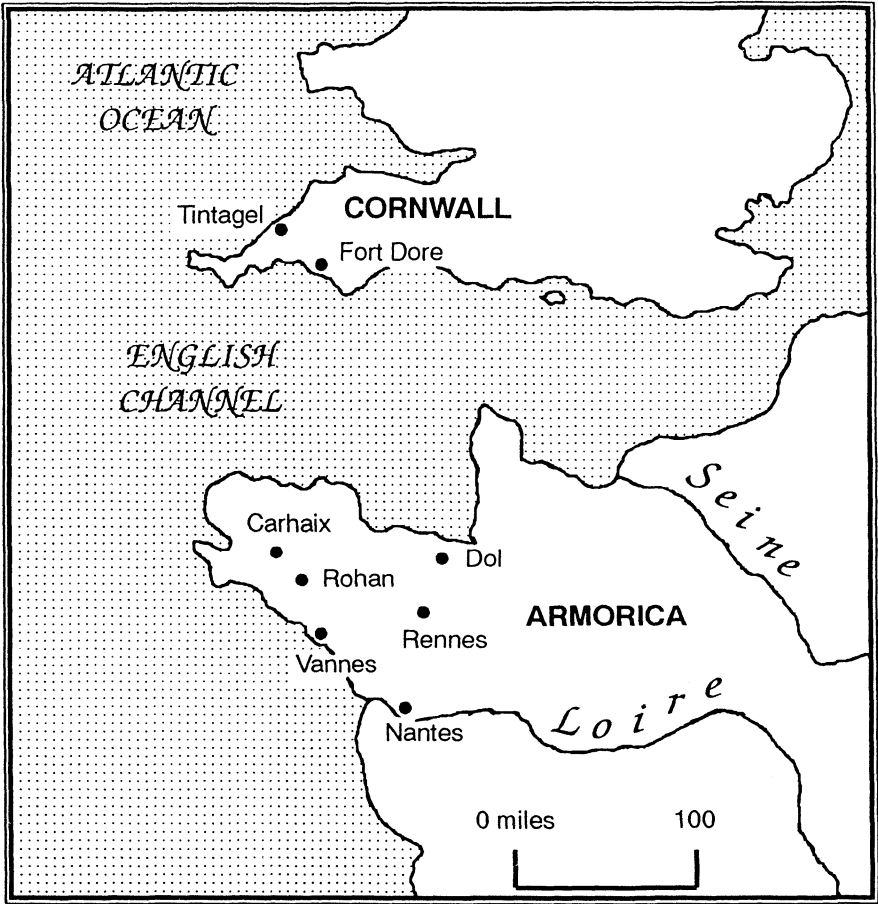 ATLANTIC
OCEAN
Tintagel
CORNWALL
Fort Dore
ENGLISH
CHANNEL
Seine
Carhaix
Dol
Rohan
ARMORICA
Rennes
Vannes
Loire
Nantes
0 miles 100